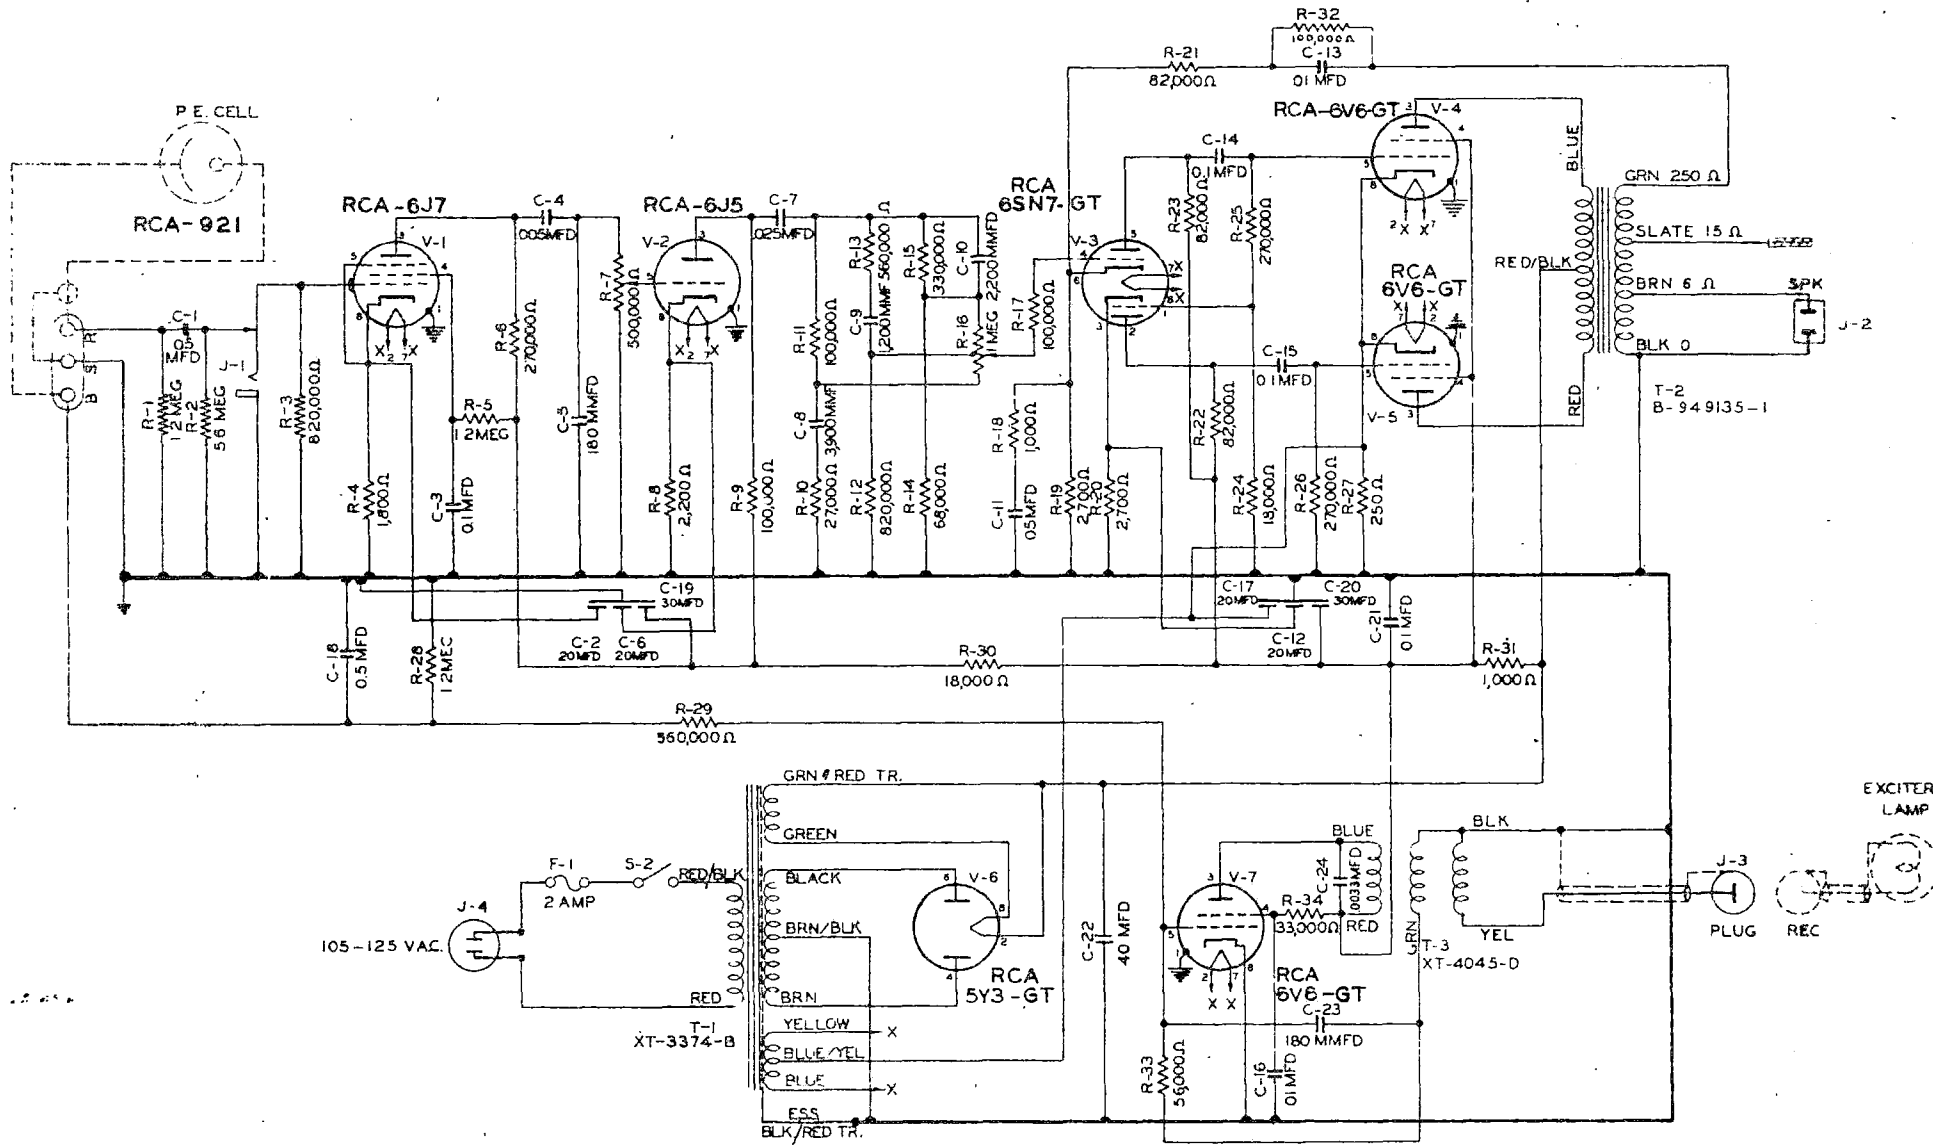 R-32
100,000Ω
C-13
.01 MFD
R-21
82,000Ω
P.E. CELL
RCA-921
RCA-6J7
V-1
C-4
.005MFD
RCA-6J5
V-2
C-7
.025MFD
RCA
6SN7-GT
V-3
C-14
0.1MFD
RCA-6V6-GT
V-4
BLUE
GRN 250 Ω
SLATE 15 Ω
RED/BLK
BRN 6 Ω
SPK
J-2
BLK 0
RED
T-2
B-949135-1
RCA
6V6-GT
V-5
C-15
0.1MFD
R
S
B
C-1
MFD
J-1
R-1
1.2 MEG
R-2
5.6 MEG
R-3
820,000Ω
R-4
1,800Ω
R-5
1.2MEG
C-3
0.1MFD
R-6
270,000Ω
C-5
180 MMFD
R-7
500,000Ω
R-8
2,200Ω
R-9
100,000Ω
R-11
100,000Ω
C-8
3,900MMF
R-10
27,000Ω
R-13
560,000Ω
C-9
1,200MMF
R-12
820,000Ω
R-15
330,000Ω
R-14
68,000Ω
C-10
2,200MMFD
R-16
1 MEG
R-17
100,000Ω
R-18
1,000Ω
C-11
.05MFD
R-19
2,700Ω
R-20
2,700Ω
R-23
82,000Ω
R-25
270,000Ω
R-22
82,000Ω
R-24
18,000Ω
R-26
270,000Ω
R-27
250Ω
C-19
30MFD
C-2
20MFD
C-6
20MFD
C-17
20MFD
C-20
30MFD
C-12
20MFD
C-21
.01 MFD
C-18
0.5MFD
R-28
1.2MEG
R-30
18,000Ω
R-31
1,000Ω
R-29
560,000Ω
GRN & RED TR.
GREEN
F-1
2 AMP
S-2
RED/BLK
BLACK
V-6
J-4
105-125 V.A.C.
BRN/BLK
RCA
5Y3-GT
RED
BRN
T-1
XT-3374-B
YELLOW
X
BLUE/YEL
BLUE
X
ESS
BLK/RED TR.
C-22
40 MFD
BLUE
V-7
C-24
.0033MFD
R-34
33,000Ω
RED
GRN
RCA
6V6-GT
C-23
180 MMFD
R-33
56,000Ω
C-16
.01MFD
T-3
XT-4045-D
BLK
YEL
J-3
PLUG
REC
EXCITER
LAMP